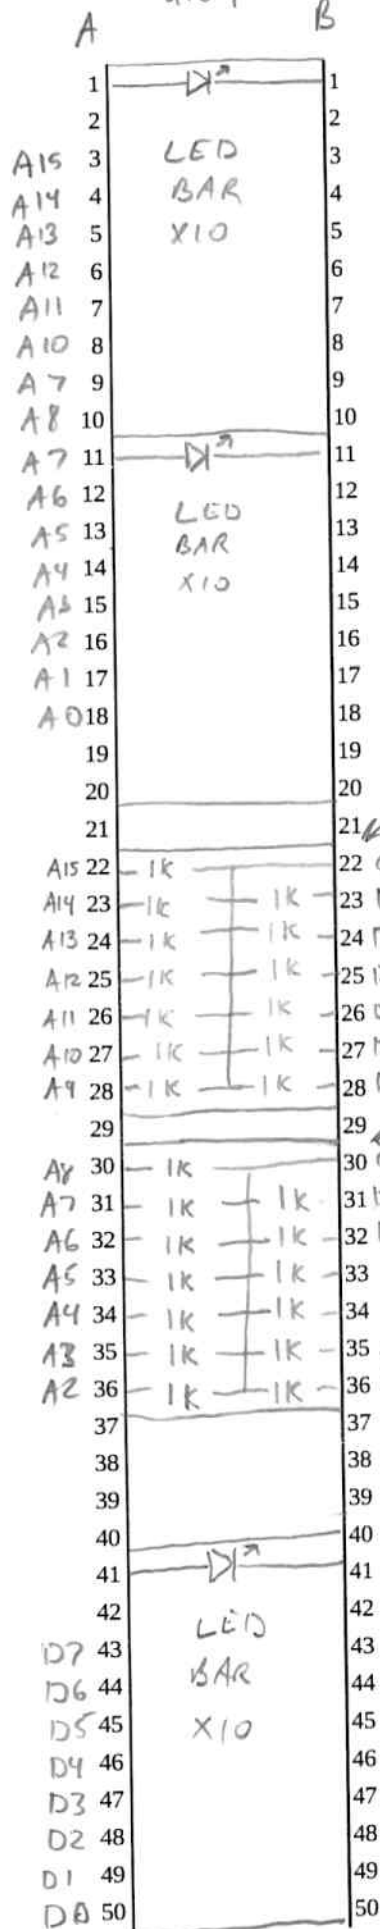 A B
1 1
2 2
A15 3 LED 3
A14 4 BAR 4
A13 5 X10 5
A12 6 6
A11 7 7
A10 8 8
A7 9 9
A8 10 10
A7 11 11
A6 12 LED 12
A5 13 BAR 13
A4 14 X10 14
A3 15 15
A2 16 16
A1 17 17
A0 18 18
19 19
20 20
21 21
A15 22 1K 22
A14 23 1K 1K 23
A13 24 1K 1K 24
A12 25 1K 1K 25
A11 26 1K 1K 26
A10 27 1K 1K 27
A9 28 1K 1K 28
29 29
A8 30 1K 30
A7 31 1K 1K 31
A6 32 1K 1K 32
A5 33 1K 1K 33
A4 34 1K 1K 34
A3 35 1K 1K 35
A2 36 1K 1K 36
37 37
38 38
39 39
40 40
41 41
42 LED 42
D7 43 43
D6 44 BAR 44
D5 45 X10 45
D4 46 46
D3 47 47
D2 48 48
D1 49 49
D0 50 50